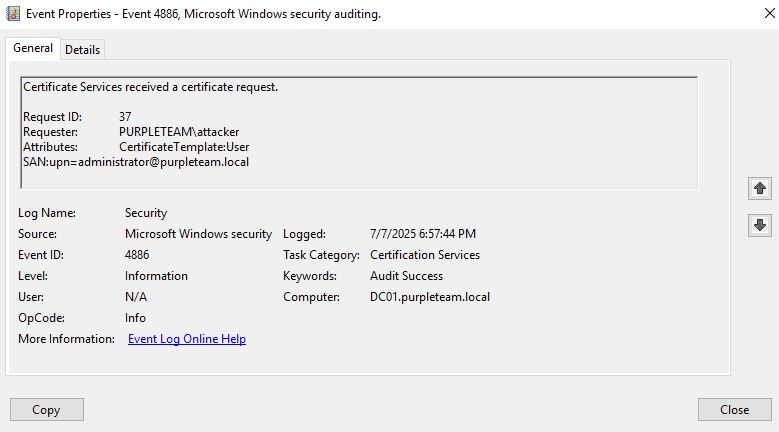 Event Properties - Event 4886, Microsoft Windows security auditing.
General Details
Certificate Services received a certificate request.
Request ID: 37
Requester: PURPLETEAM\attacker
Attributes: CertificateTemplate:User
SAN:upn=administrator@purpleteam.local
Log Name: Security
Source: Microsoft Windows security Logged: 7/7/2025 6:57:44 PM
Event ID: 4886 Task Category: Certification Services
Level: Information Keywords: Audit Success
User: N/A Computer: DC01.purpleteam.local
OpCode: Info
More Information: Event Log Online Help
Copy Close